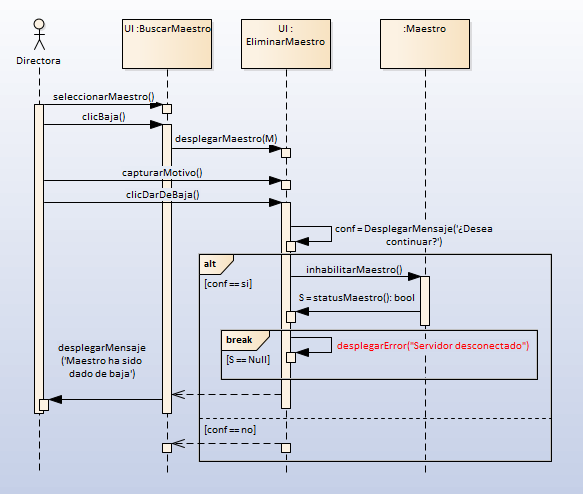 UI :BuscarMaestro
UI :
EliminarMaestro
:Maestro
Directora
seleccionarMaestro()
clicBaja()
desplegarMaestro(M)
capturarMotivo()
clicDarDeBaja()
conf = DesplegarMensaje('¿Desea
continuar?')
alt
[conf == si]
inhabilitarMaestro()
S = statusMaestro(): bool
break
[S == Null]
desplegarError("Servidor desconectado")
desplegarMensaje
('Maestro ha sido
dado de baja')
[conf == no]